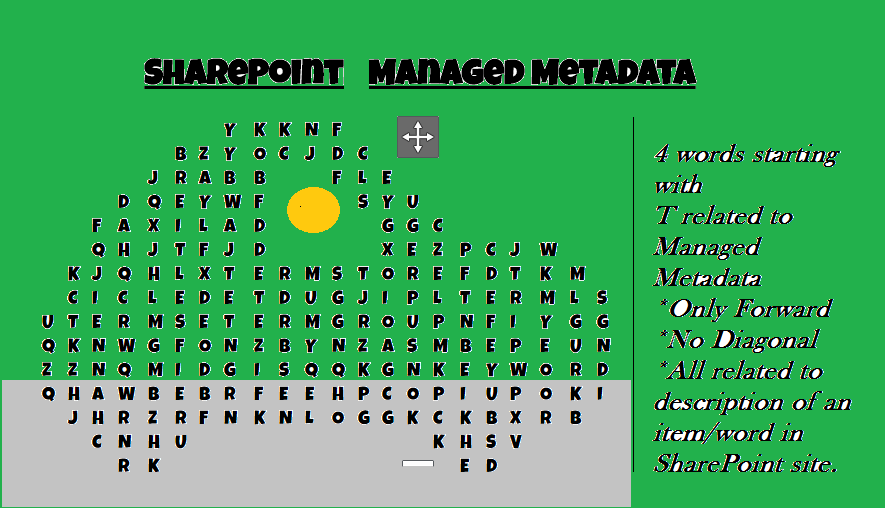 SHAREPOINT MANAGED METADATA
Y K K N F
B Z Y O C J D C
J R A B B F L E
D Q E Y W F S Y U
F A X I L A D G G C
Q H J T F J D X E Z P C J W
K J Q H L X T E R M S T O R E F D T K M
C I C L E D E T D U G J I P L T E R M L S
U T E R M S E T E R M G R O U P N F I Y G G
Q K N W G F O N Z B Y N Z A S M B E P E U N
Z Z N Q M I D G I S Q Q K G N K E Y W O R D
Q H A W B E B R F E E H P C O P I U P O K I
J H R Z R F N K N L O G G K C K B X R B
C N H U K H S V
R K E D
4 words starting
with
T related to
Managed
Metadata
*Only Forward
*No Diagonal
*All related to
description of an
item/word in
SharePoint site.